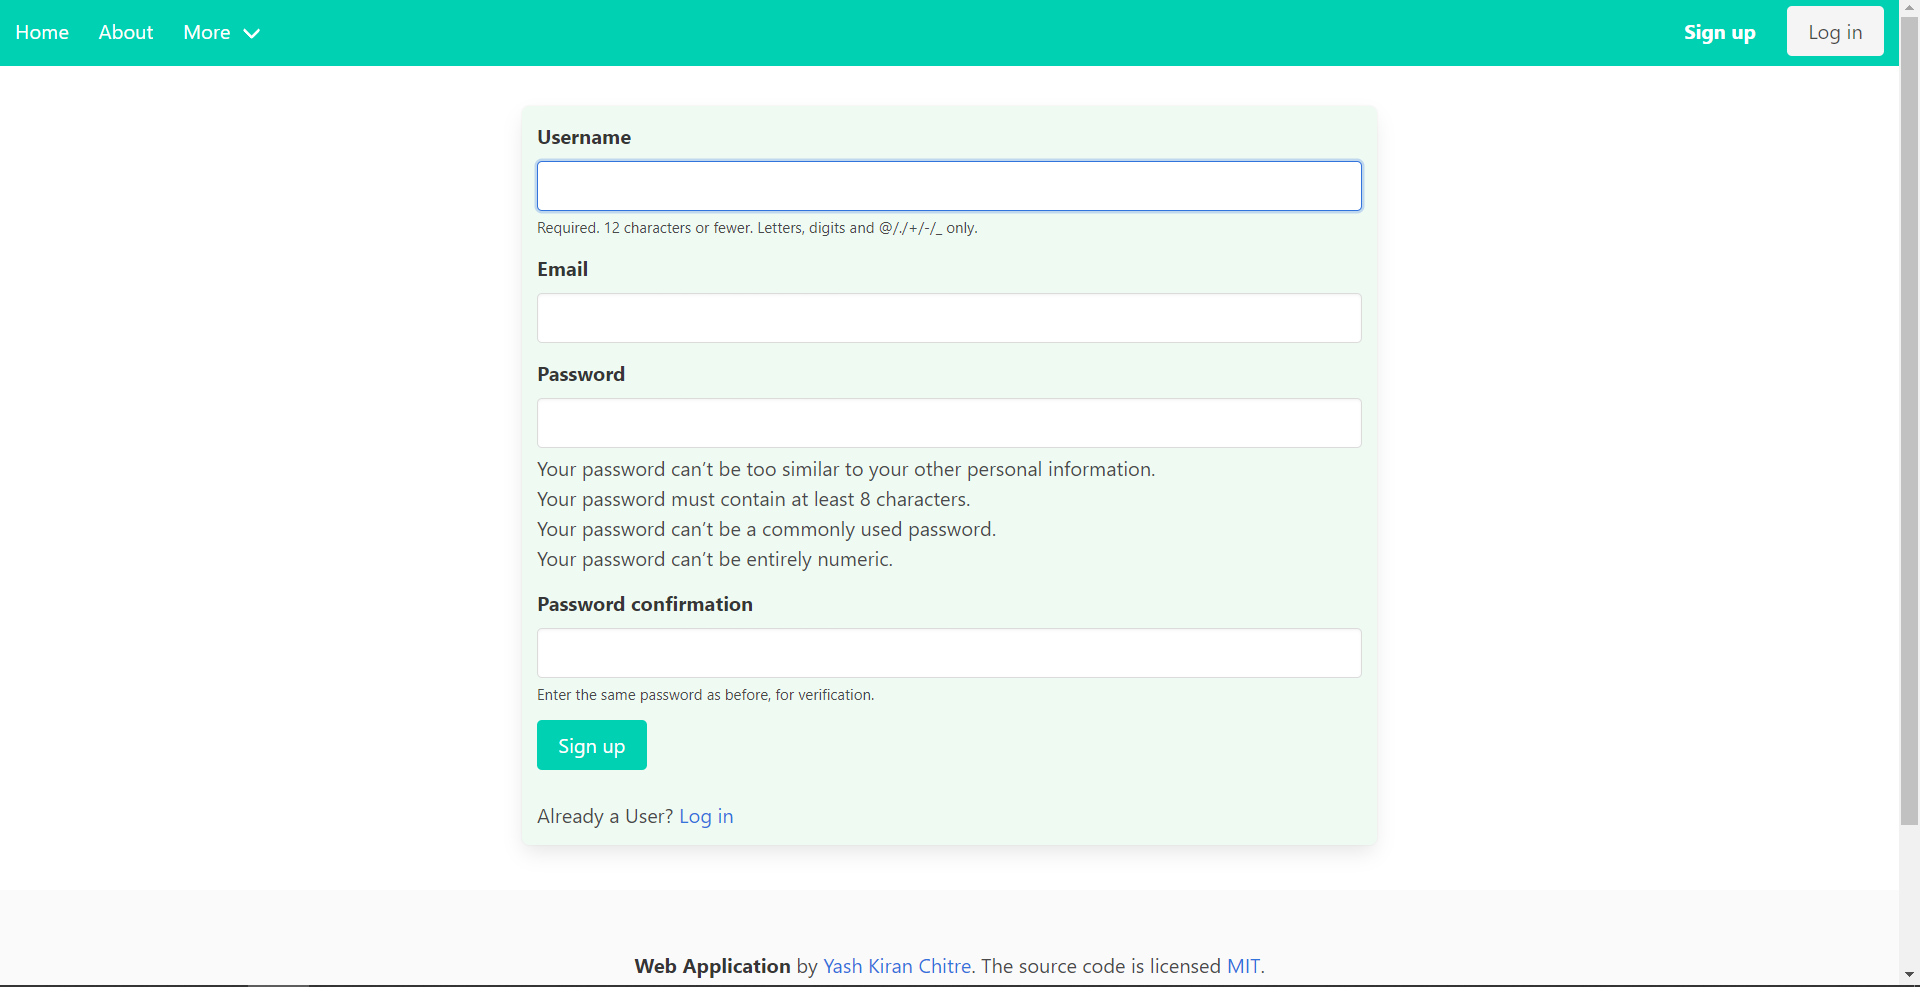 Home About More Sign up Log in
Username
Required. 12 characters or fewer. Letters, digits and @/./+/-/_ only.
Email
Password
Your password can’t be too similar to your other personal information.
Your password must contain at least 8 characters.
Your password can’t be a commonly used password.
Your password can’t be entirely numeric.
Password confirmation
Enter the same password as before, for verification.
Sign up
Already a User? Log in
Web Application by Yash Kiran Chitre. The source code is licensed MIT.